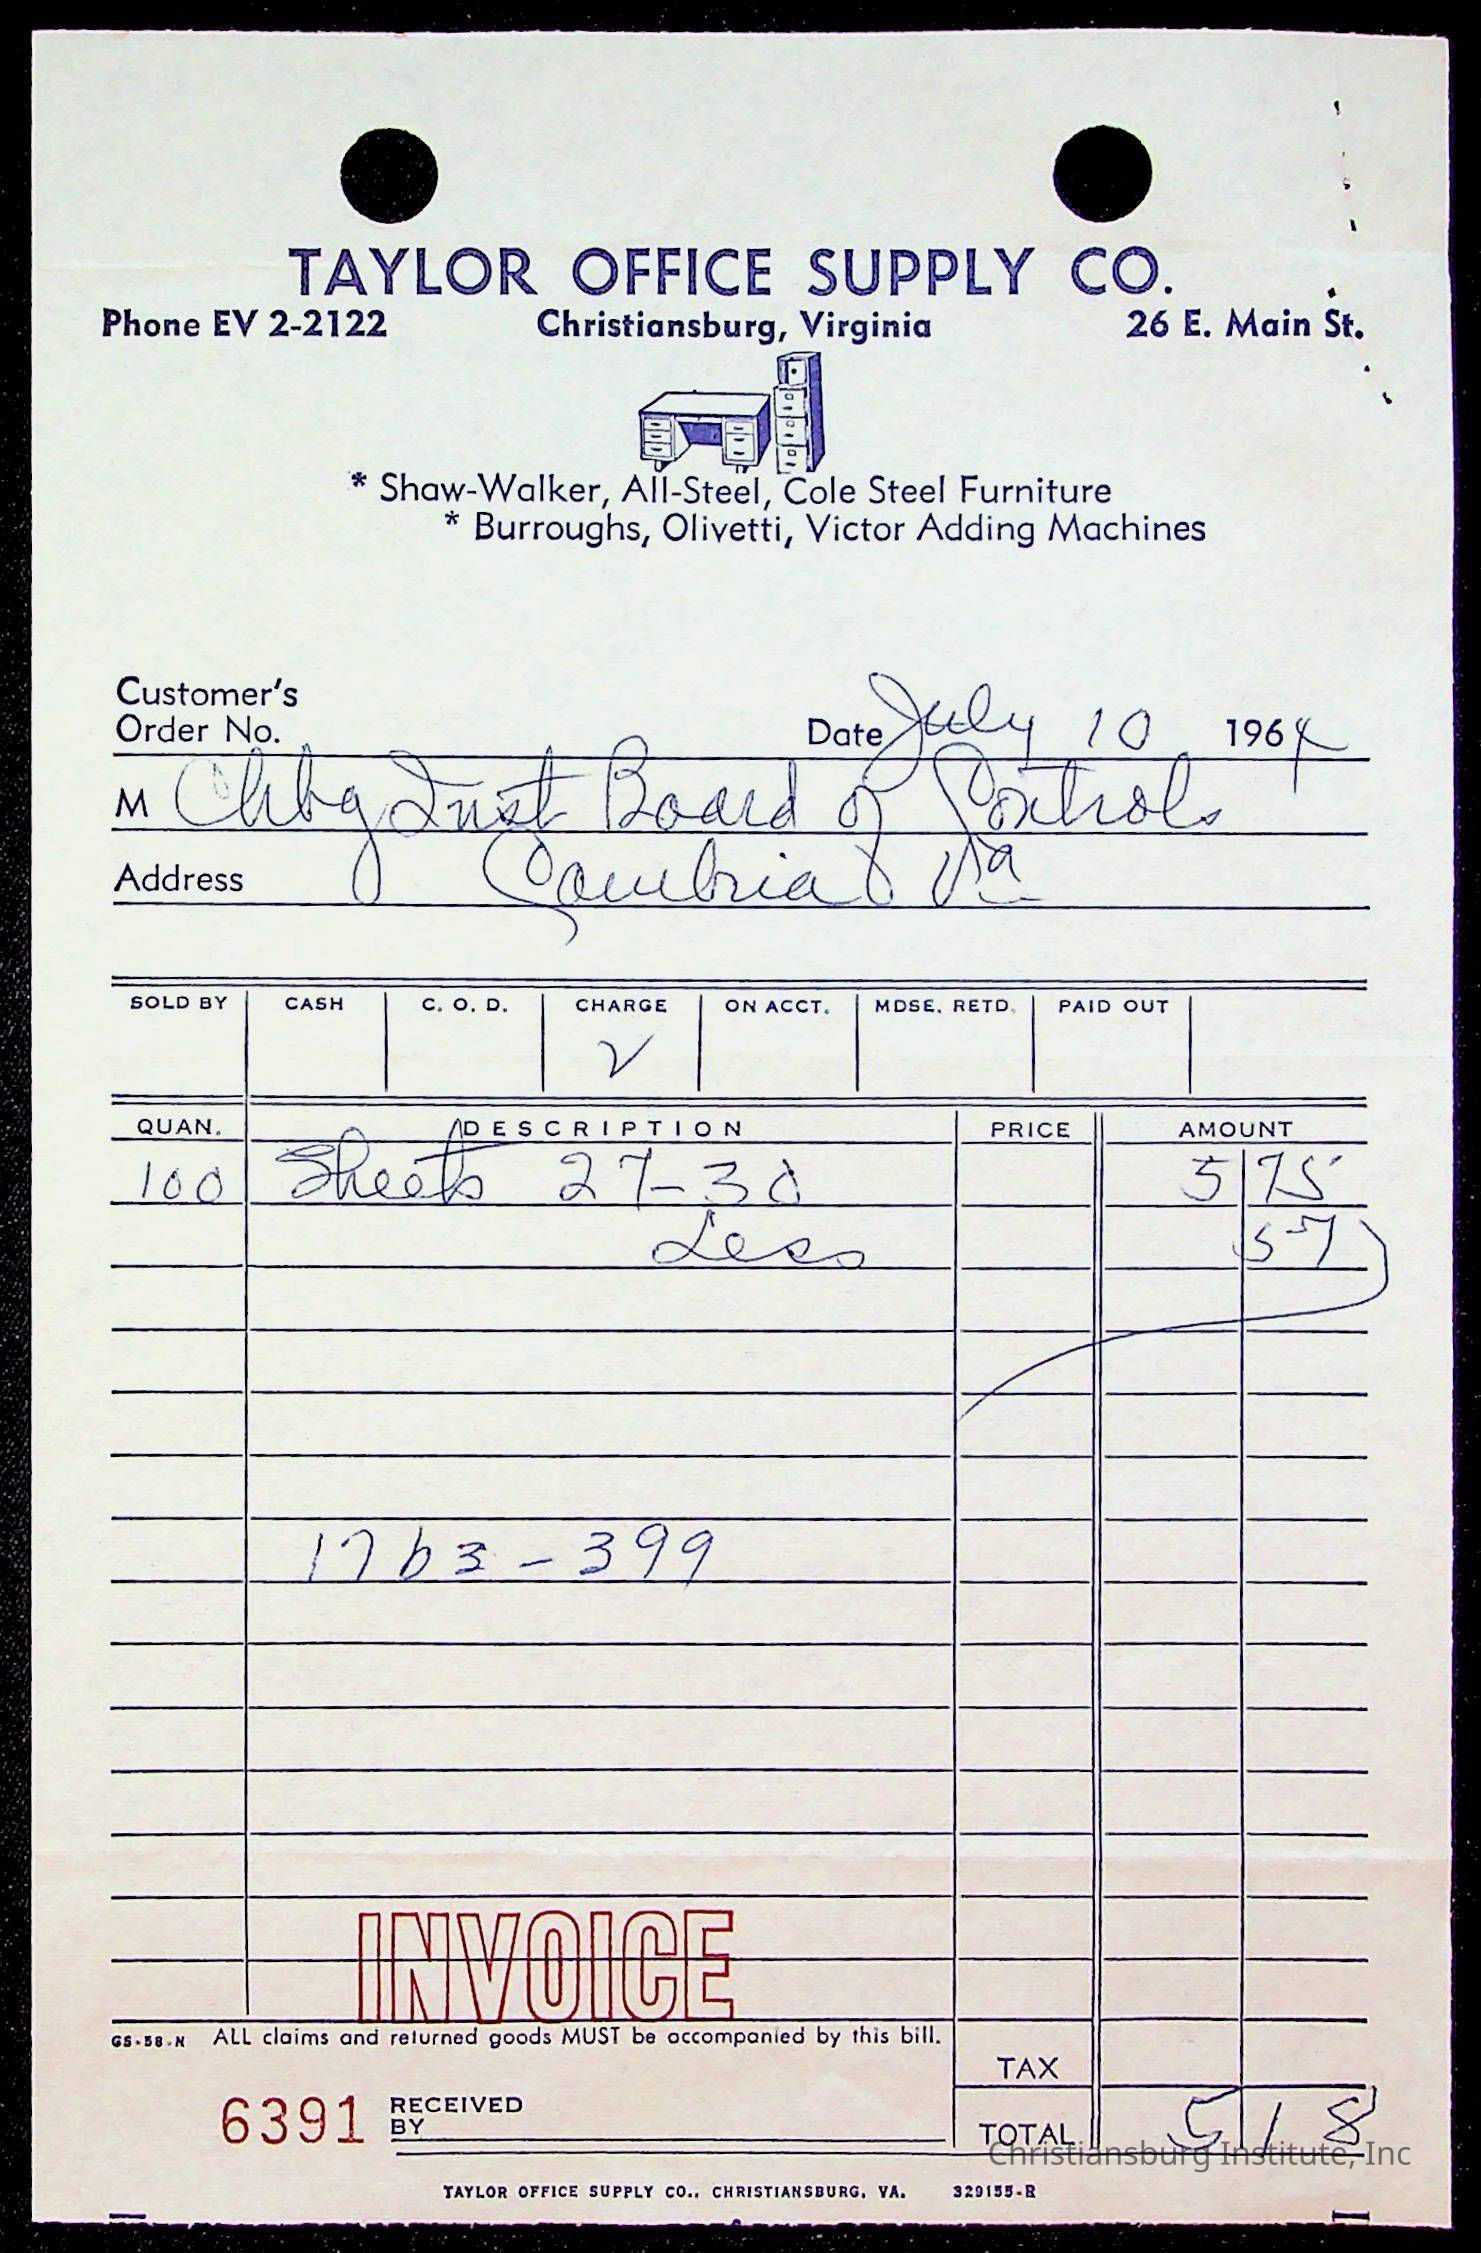 TAYLOR OFFICE SUPPLY CO.
Phone EV 2-2122 Christiansburg, Virginia 26 E. Main St.
* Shaw-Walker, All-Steel, Cole Steel Furniture
* Burroughs, Olivetti, Victor Adding Machines
Customer's
Order No. Date July 10 1964
M Chbg Inst Board of Controls
Address Cambria Va
SOLD BY CASH C. O. D. CHARGE ON ACCT. MDSE. RETD. PAID OUT
✓
QUAN. DESCRIPTION PRICE AMOUNT
100 Sheets 27-30 5 75
Less 57
1763-399
INVOICE
GS-58-N ALL claims and returned goods MUST be accompanied by this bill.
TAX
6391 RECEIVED
BY
TOTAL 5 18
Christiansburg Institute, Inc
TAYLOR OFFICE SUPPLY CO., CHRISTIANSBURG, VA. 329155-R